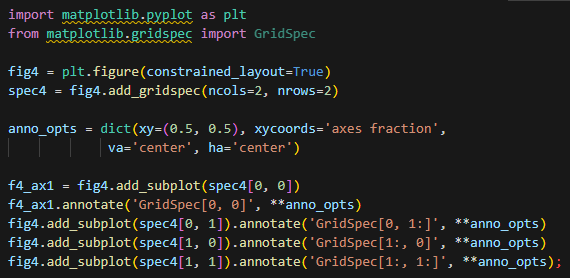 import matplotlib.pyplot as plt
from matplotlib.gridspec import GridSpec
fig4 = plt.figure(constrained_layout=True)
spec4 = fig4.add_gridspec(ncols=2, nrows=2)
anno_opts = dict(xy=(0.5, 0.5), xycoords='axes fraction',
va='center', ha='center')
f4_ax1 = fig4.add_subplot(spec4[0, 0])
f4_ax1.annotate('GridSpec[0, 0]', **anno_opts)
fig4.add_subplot(spec4[0, 1]).annotate('GridSpec[0, 1:]', **anno_opts)
fig4.add_subplot(spec4[1, 0]).annotate('GridSpec[1:, 0]', **anno_opts)
fig4.add_subplot(spec4[1, 1]).annotate('GridSpec[1:, 1:]', **anno_opts);